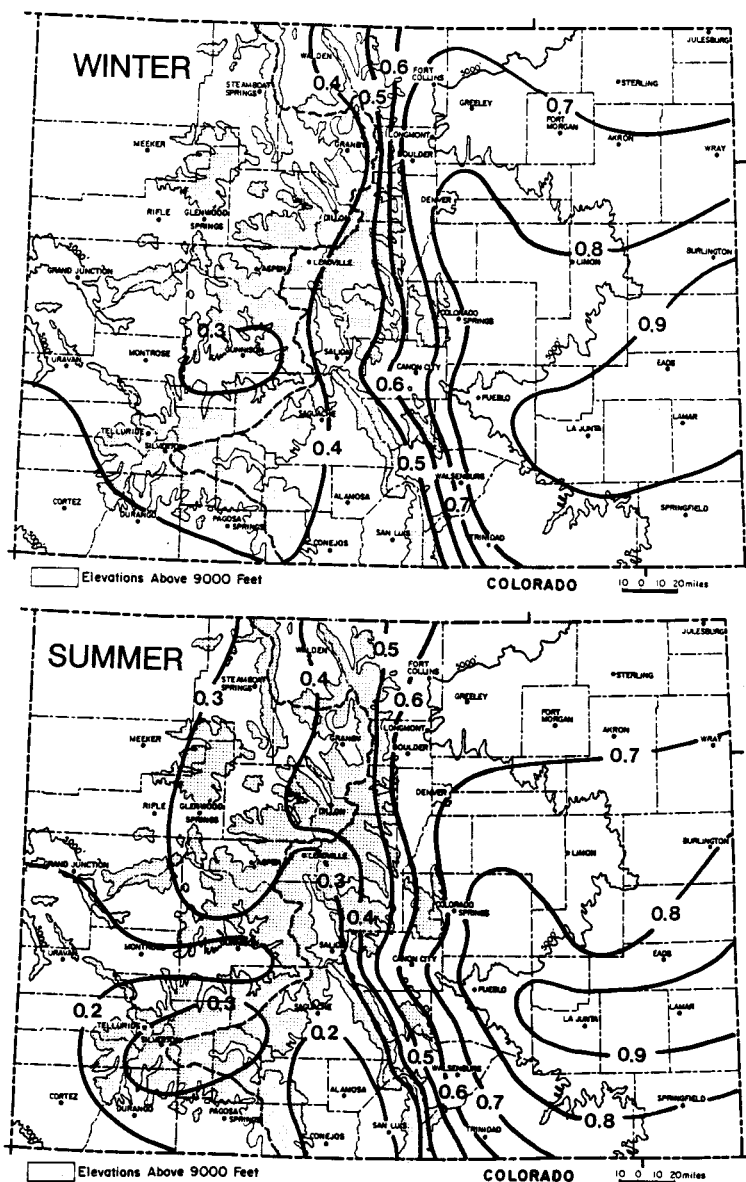 WINTER
JULESBURG
WALDEN
0.6
FORT COLLINS
5000'
STEAMBOAT SPRINGS
0.4
0.5
GREELEY
STERLING
0.7
FORT MORGAN
MEEKER
GRANBY
LONGMONT
AKRON
WRAY
BOULDER
RIFLE
GLENWOOD SPRINGS
DILLON
DENVER
0.8
GRAND JUNCTION
ASPEN
LEADVILLE
LIMON
BURLINGTON
5000'
5000'
0.3
COLORADO SPRINGS
5000'
0.9
URAVAN
MONTROSE
GUNNISON
SALIDA
CANON CITY
EADS
0.6
PUEBLO
TELLURIDE
SAGUACHE
LA JUNTA
LAMAR
SILVERTON
0.4
0.5
WALSENBURG
CORTEZ
DURANGO
PAGOSA SPRINGS
ALAMOSA
0.7
SPRINGFIELD
CONEJOS
SAN LUIS
TRINIDAD
Elevations Above 9000 Feet
COLORADO
10 0 10 20 miles
SUMMER
JULESBURG
WALDEN
0.5
FORT COLLINS
5000'
STEAMBOAT SPRINGS
0.3
0.4
0.6
GREELEY
STERLING
FORT MORGAN
MEEKER
GRANBY
LONGMONT
AKRON
WRAY
BOULDER
0.7
RIFLE
GLENWOOD SPRINGS
DILLON
DENVER
GRAND JUNCTION
ASPEN
LEADVILLE
LIMON
BURLINGTON
5000'
0.3
0.4
COLORADO SPRINGS
0.8
URAVAN
MONTROSE
GUNNISON
SALIDA
CANON CITY
5000'
EADS
0.2
0.3
PUEBLO
TELLURIDE
SAGUACHE
LA JUNTA
LAMAR
SILVERTON
0.2
0.5
0.9
WALSENBURG
CORTEZ
DURANGO
PAGOSA SPRINGS
ALAMOSA
0.6
0.7
0.8
SPRINGFIELD
CONEJOS
SAN LUIS
TRINIDAD
Elevations Above 9000 Feet
COLORADO
10 0 10 20 miles